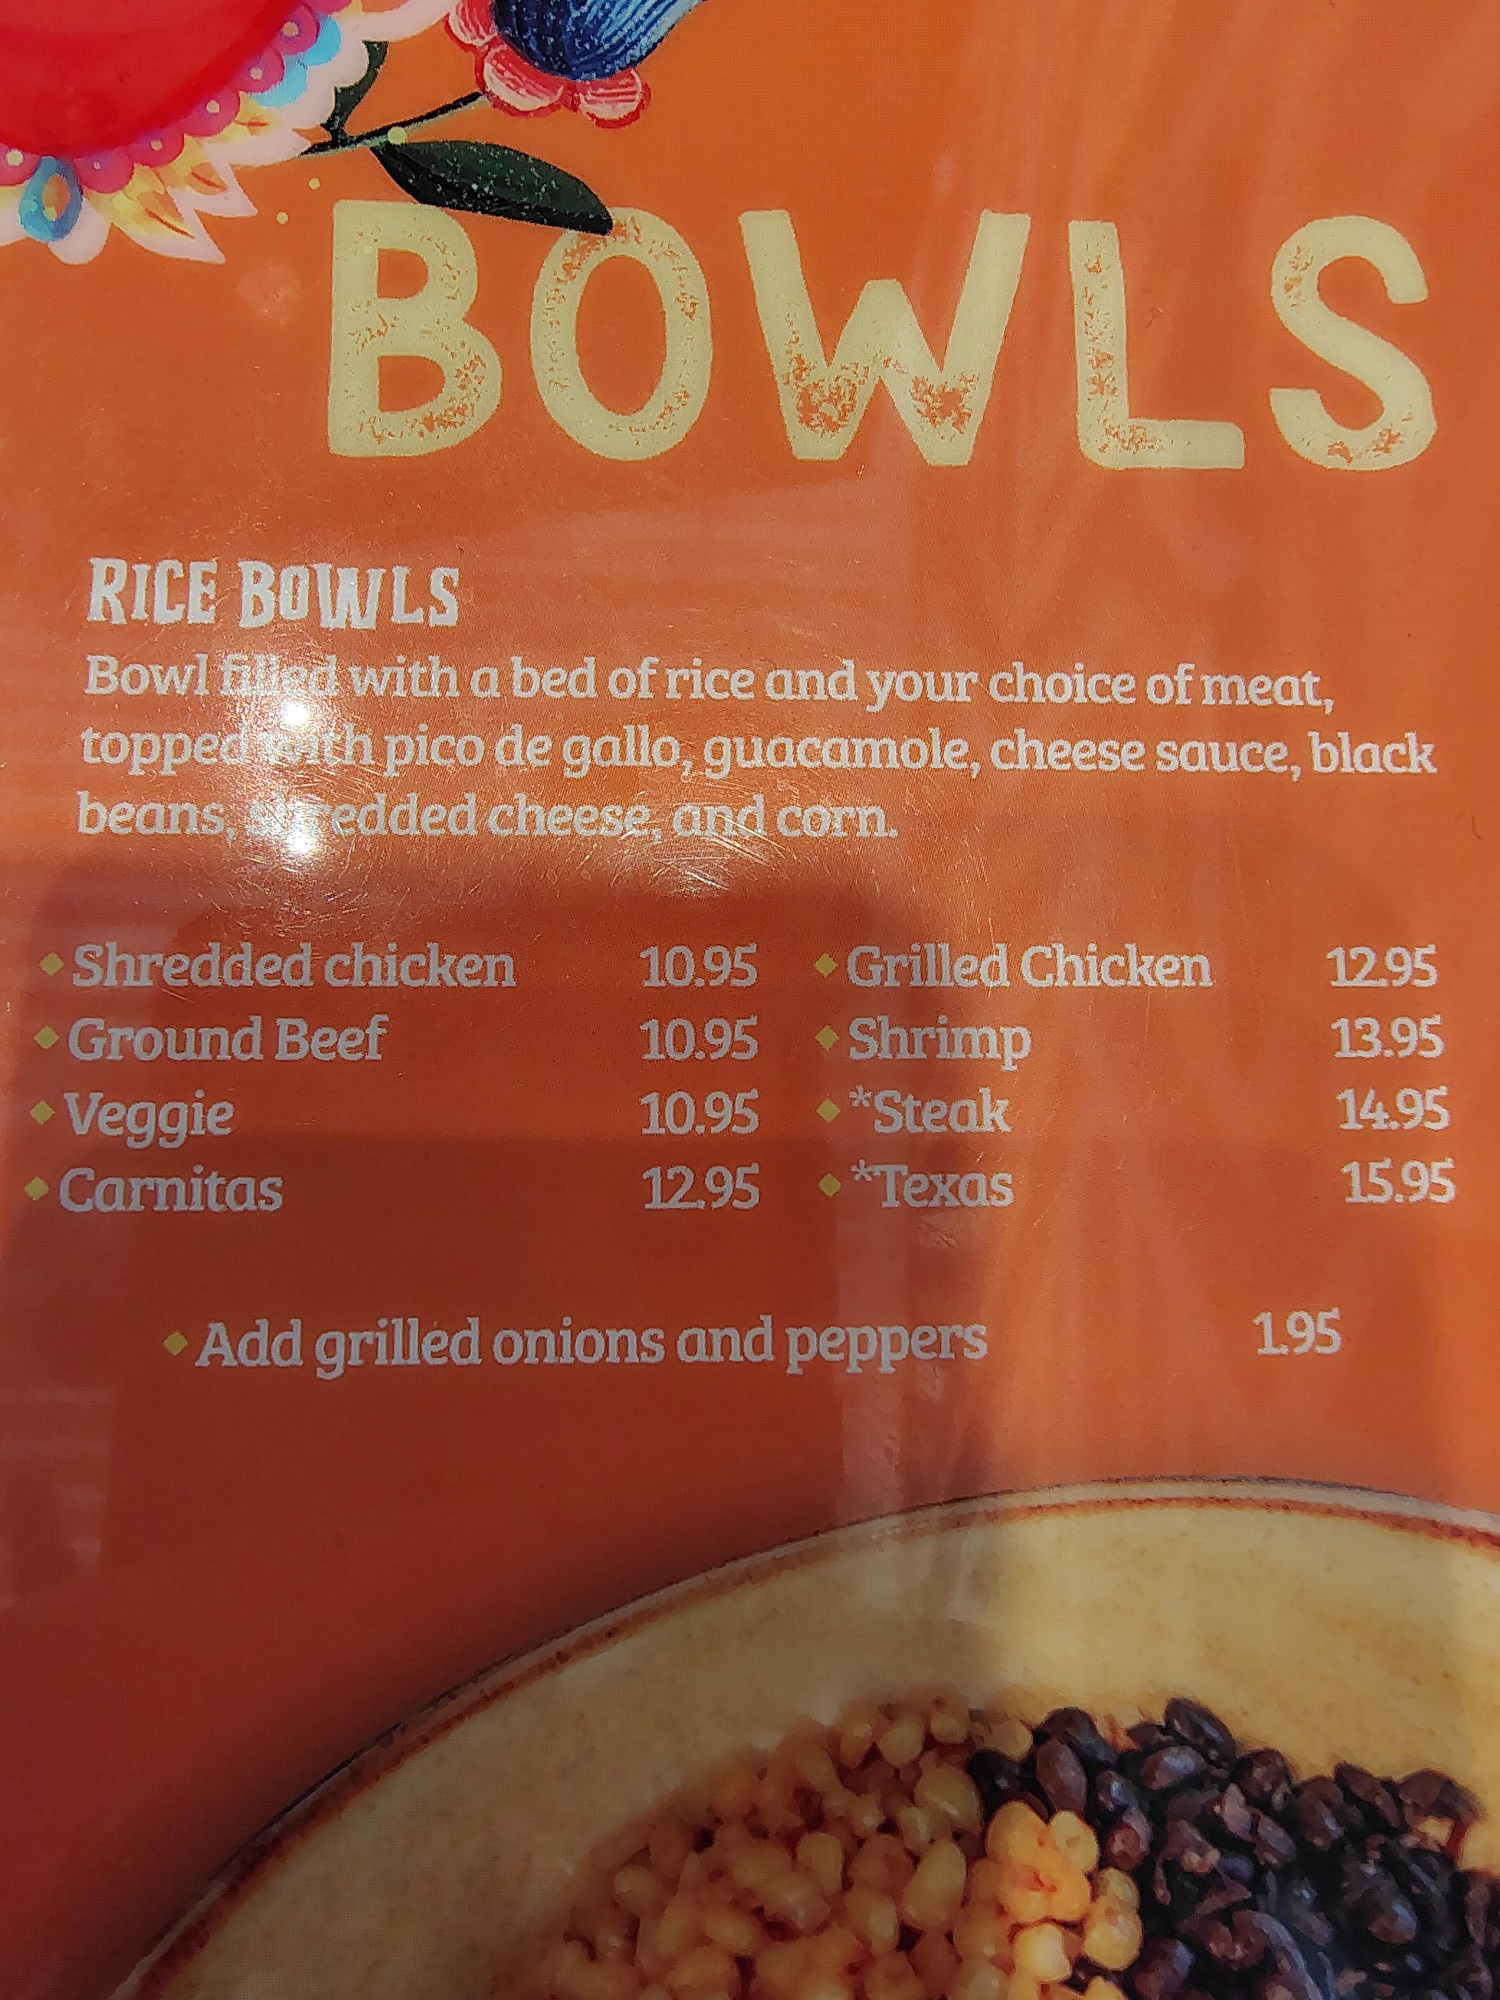 BOWLS
RICE BOWLS
Bowl filled with a bed of rice and your choice of meat,
topped with pico de gallo, guacamole, cheese sauce, black
beans, shredded cheese, and corn.
Shredded chicken 10.95
Ground Beef 10.95
Veggie 10.95
Carnitas 12.95
Grilled Chicken 12.95
Shrimp 13.95
*Steak 14.95
*Texas 15.95
Add grilled onions and peppers 1.95